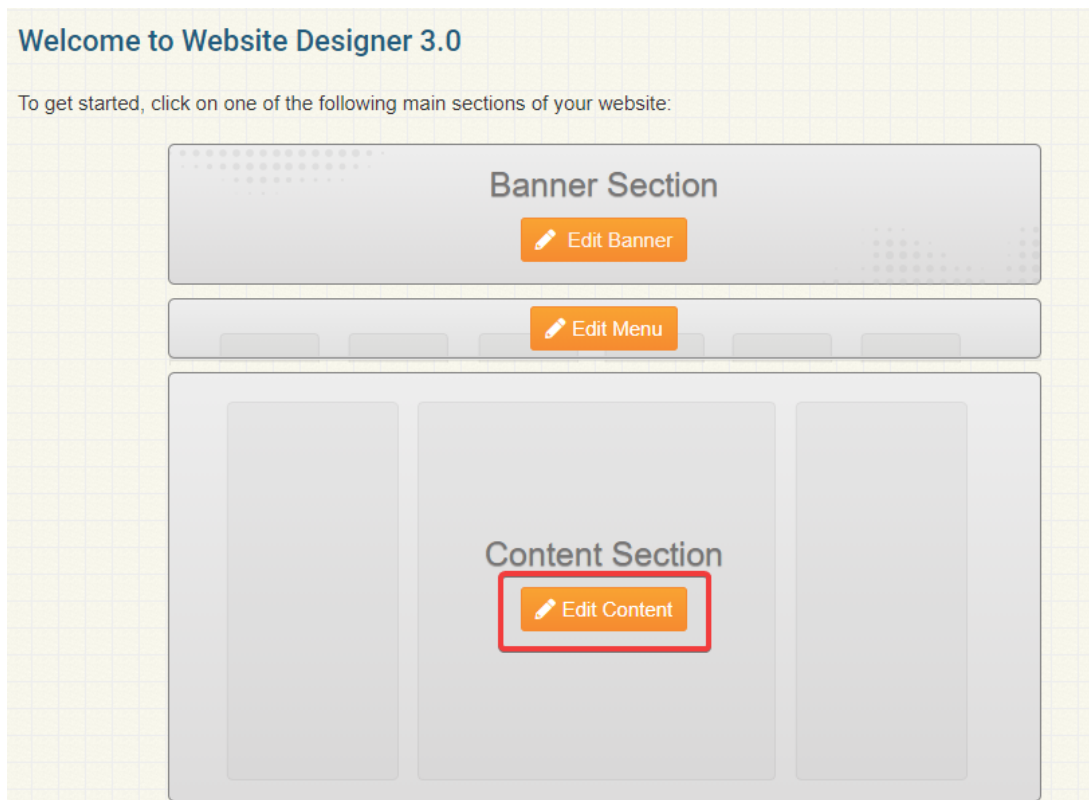 Welcome to Website Designer 3.0
To get started, click on one of the following main sections of your website:
Banner Section
Edit Banner
Edit Menu
Content Section
Edit Content